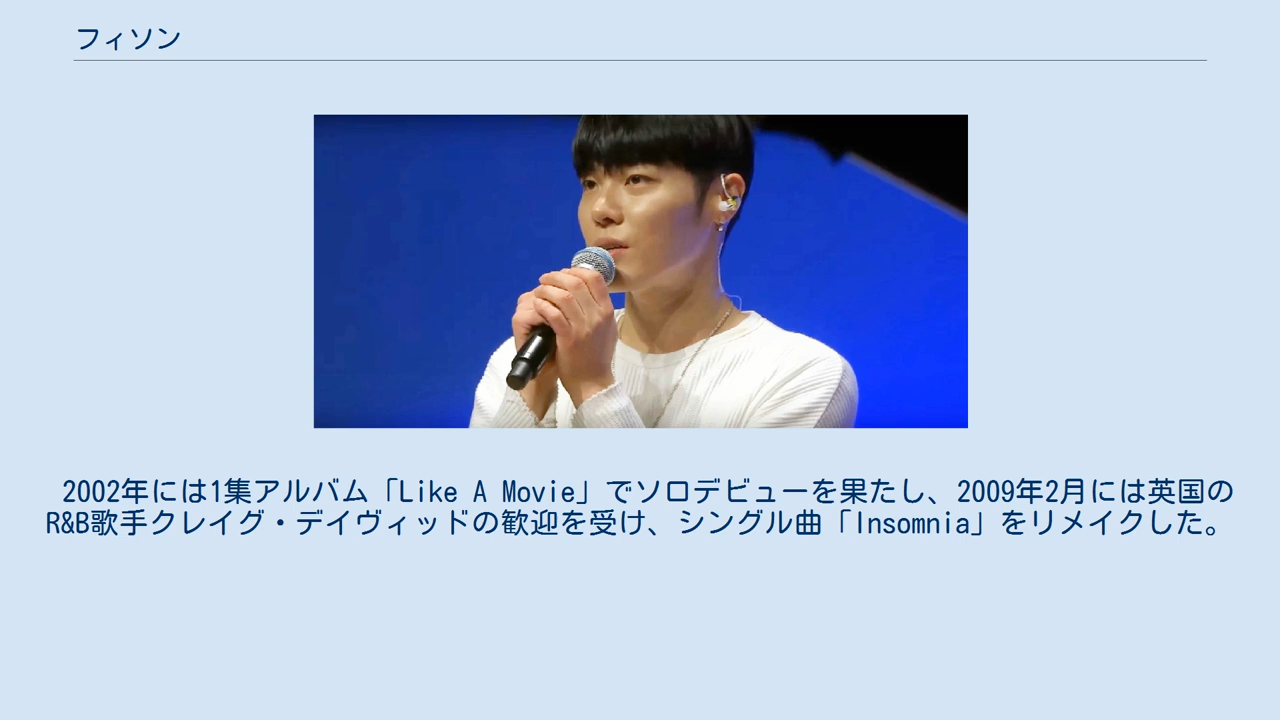 フィソン
2002年には1集アルバム「Like A Movie」でソロデビューを果たし、2009年2月には英国の
R&B歌手クレイグ・デイヴィッドの歓迎を受け、シングル曲「Insomnia」をリメイクした。